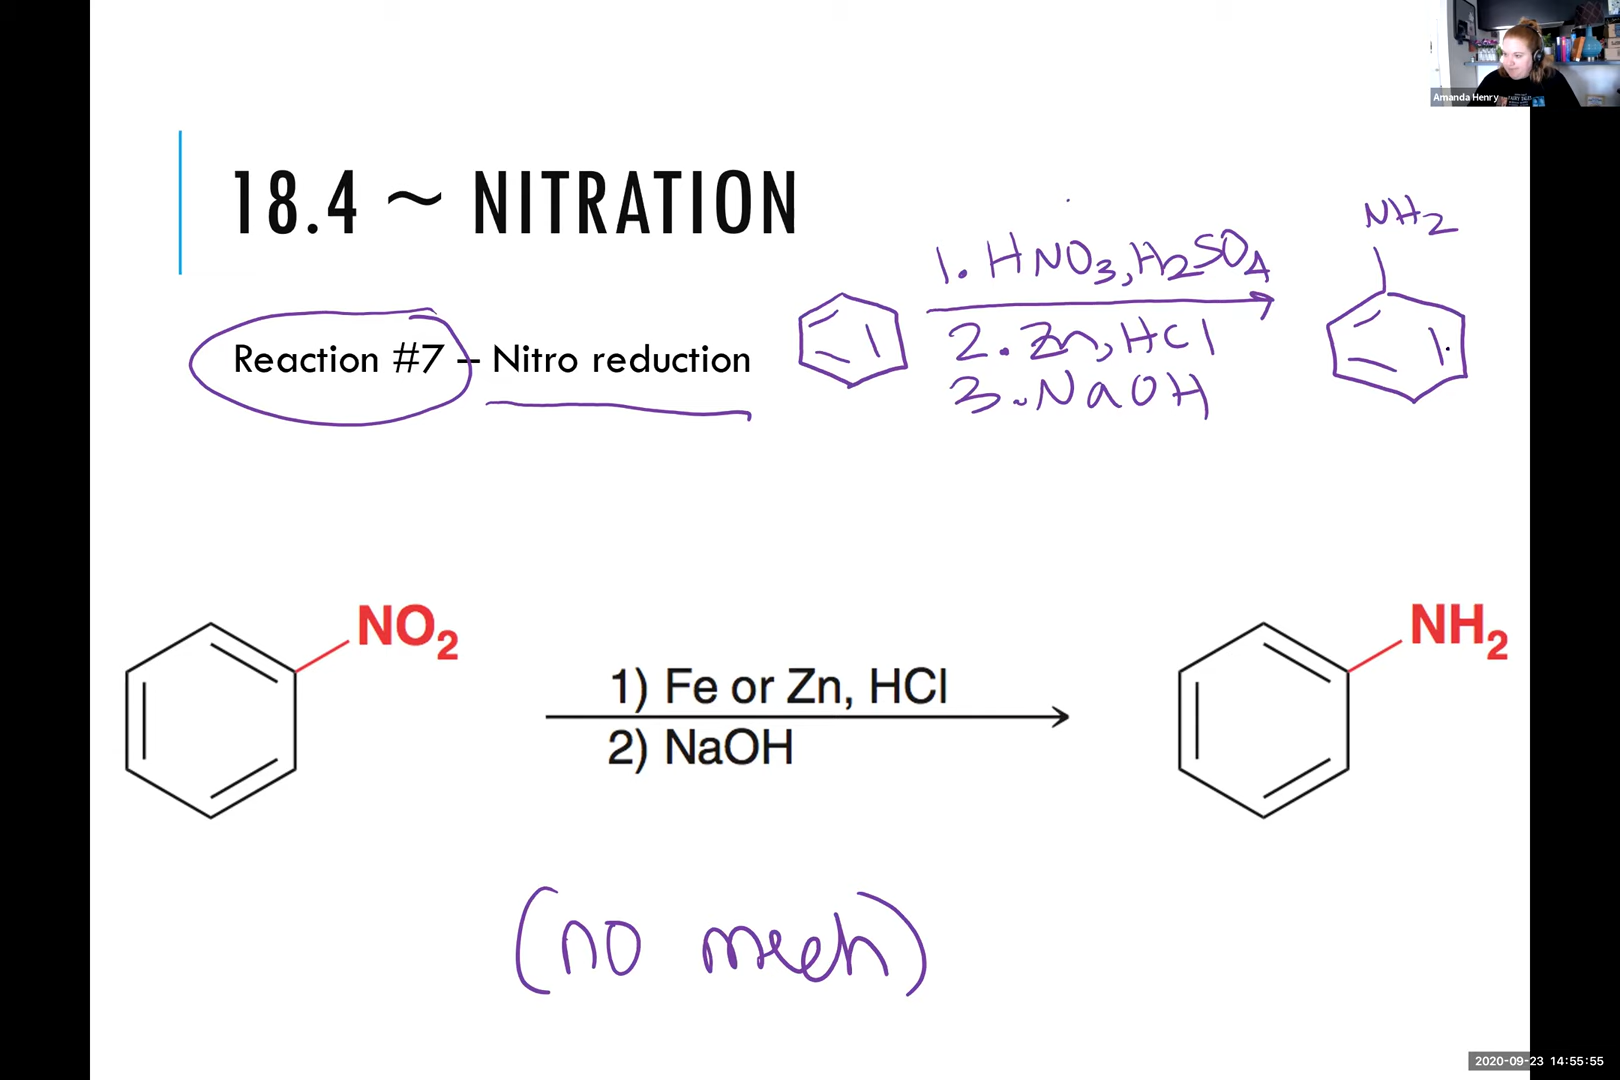 Amanda Henry
18.4 ~ NITRATION
Reaction #7 – Nitro reduction
1. HNO3, H2SO4
2. Zn, HCl
3. NaOH
NH2
NO2
1) Fe or Zn, HCl
2) NaOH
NH2
(no mech)
2020-09-23 14:55:55